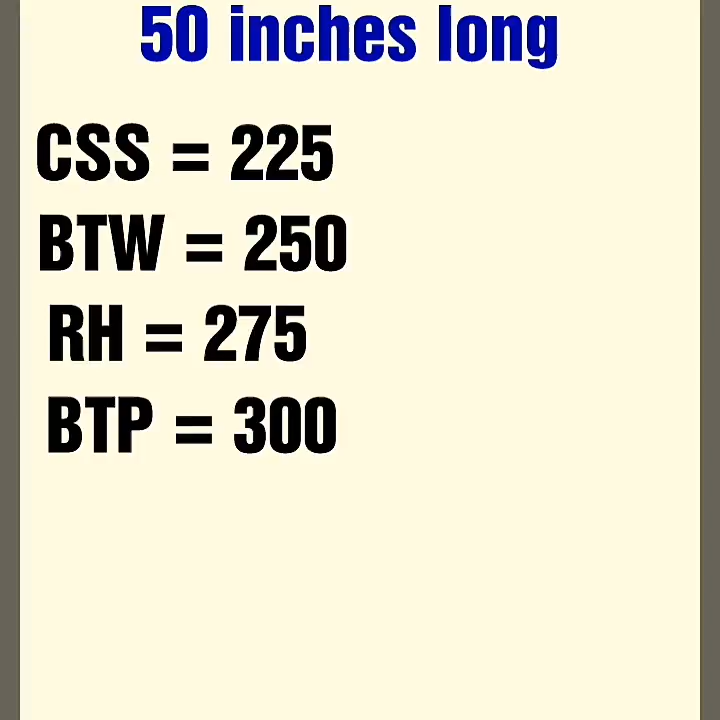 50 inches long
CSS = 225
BTW = 250
RH = 275
BTP = 300